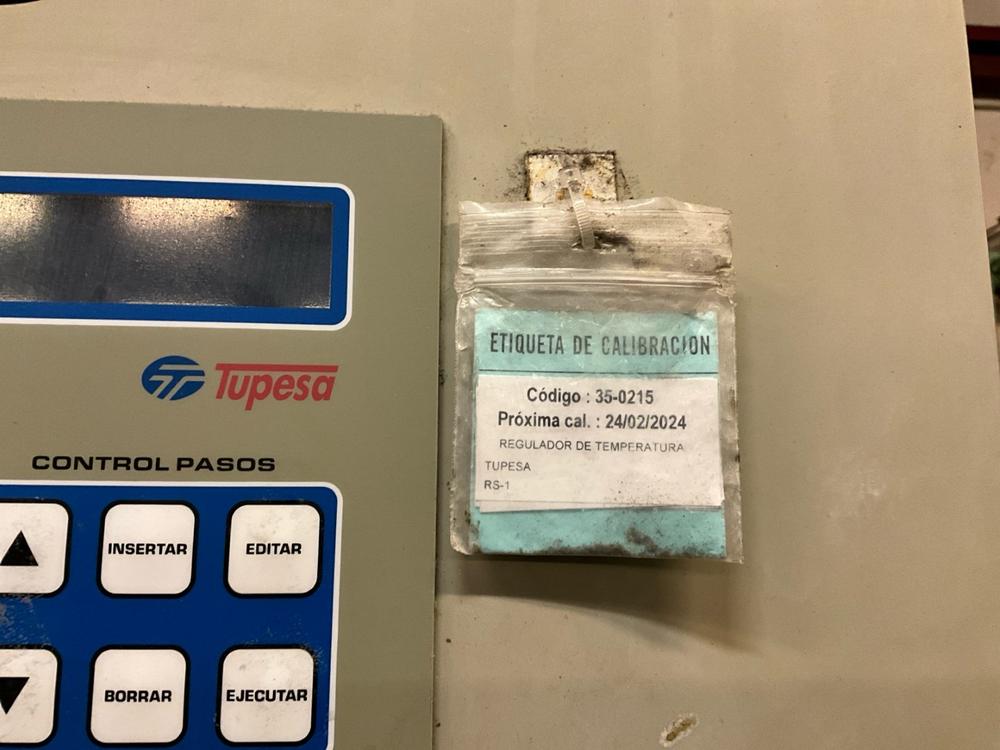 Tupesa
CONTROL PASOS
INSERTAR
EDITAR
BORRAR
EJECUTAR
ETIQUETA DE CALIBRACION
Código : 35-0215
Próxima cal. : 24/02/2024
REGULADOR DE TEMPERATURA
TUPESA
RS-1